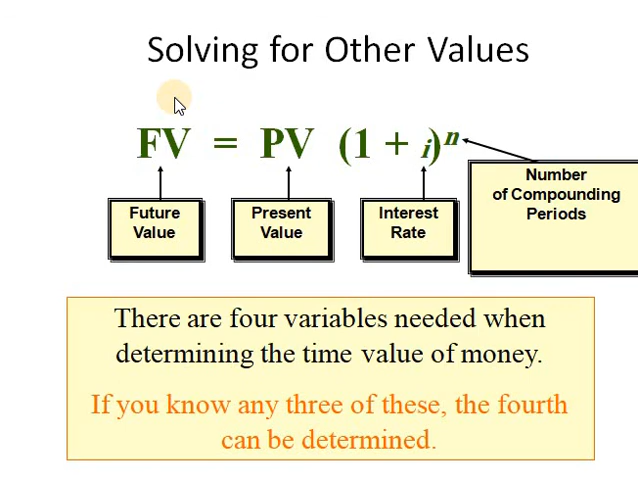 Solving for Other Values
FV = PV (1 + i)ⁿ
Number
of Compounding
Periods
Future
Value
Present
Value
Interest
Rate
There are four variables needed when
determining the time value of money.
If you know any three of these, the fourth
can be determined.